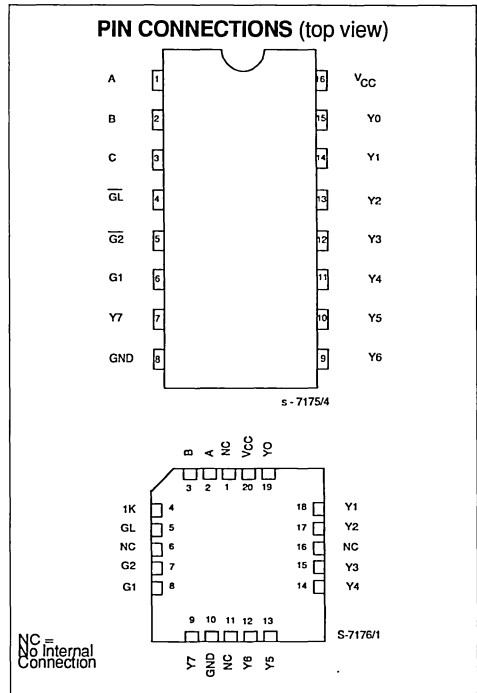 PIN CONNECTIONS (top view)
A 1 16 VCC
B 2 15 Y0
C 3 14 Y1
GL 4 13 Y2
G2 5 12 Y3
G1 6 11 Y4
Y7 7 10 Y5
GND 8 9 Y6
s - 7175/4
B A NC VCC YO
3 2 1 20 19
1K 4 18 Y1
GL 5 17 Y2
NC 6 16 NC
G2 7 15 Y3
G1 8 14 Y4
9 10 11 12 13
Y7 GND NC Y6 Y5
S-7176/1
NC =
No Internal
Connection